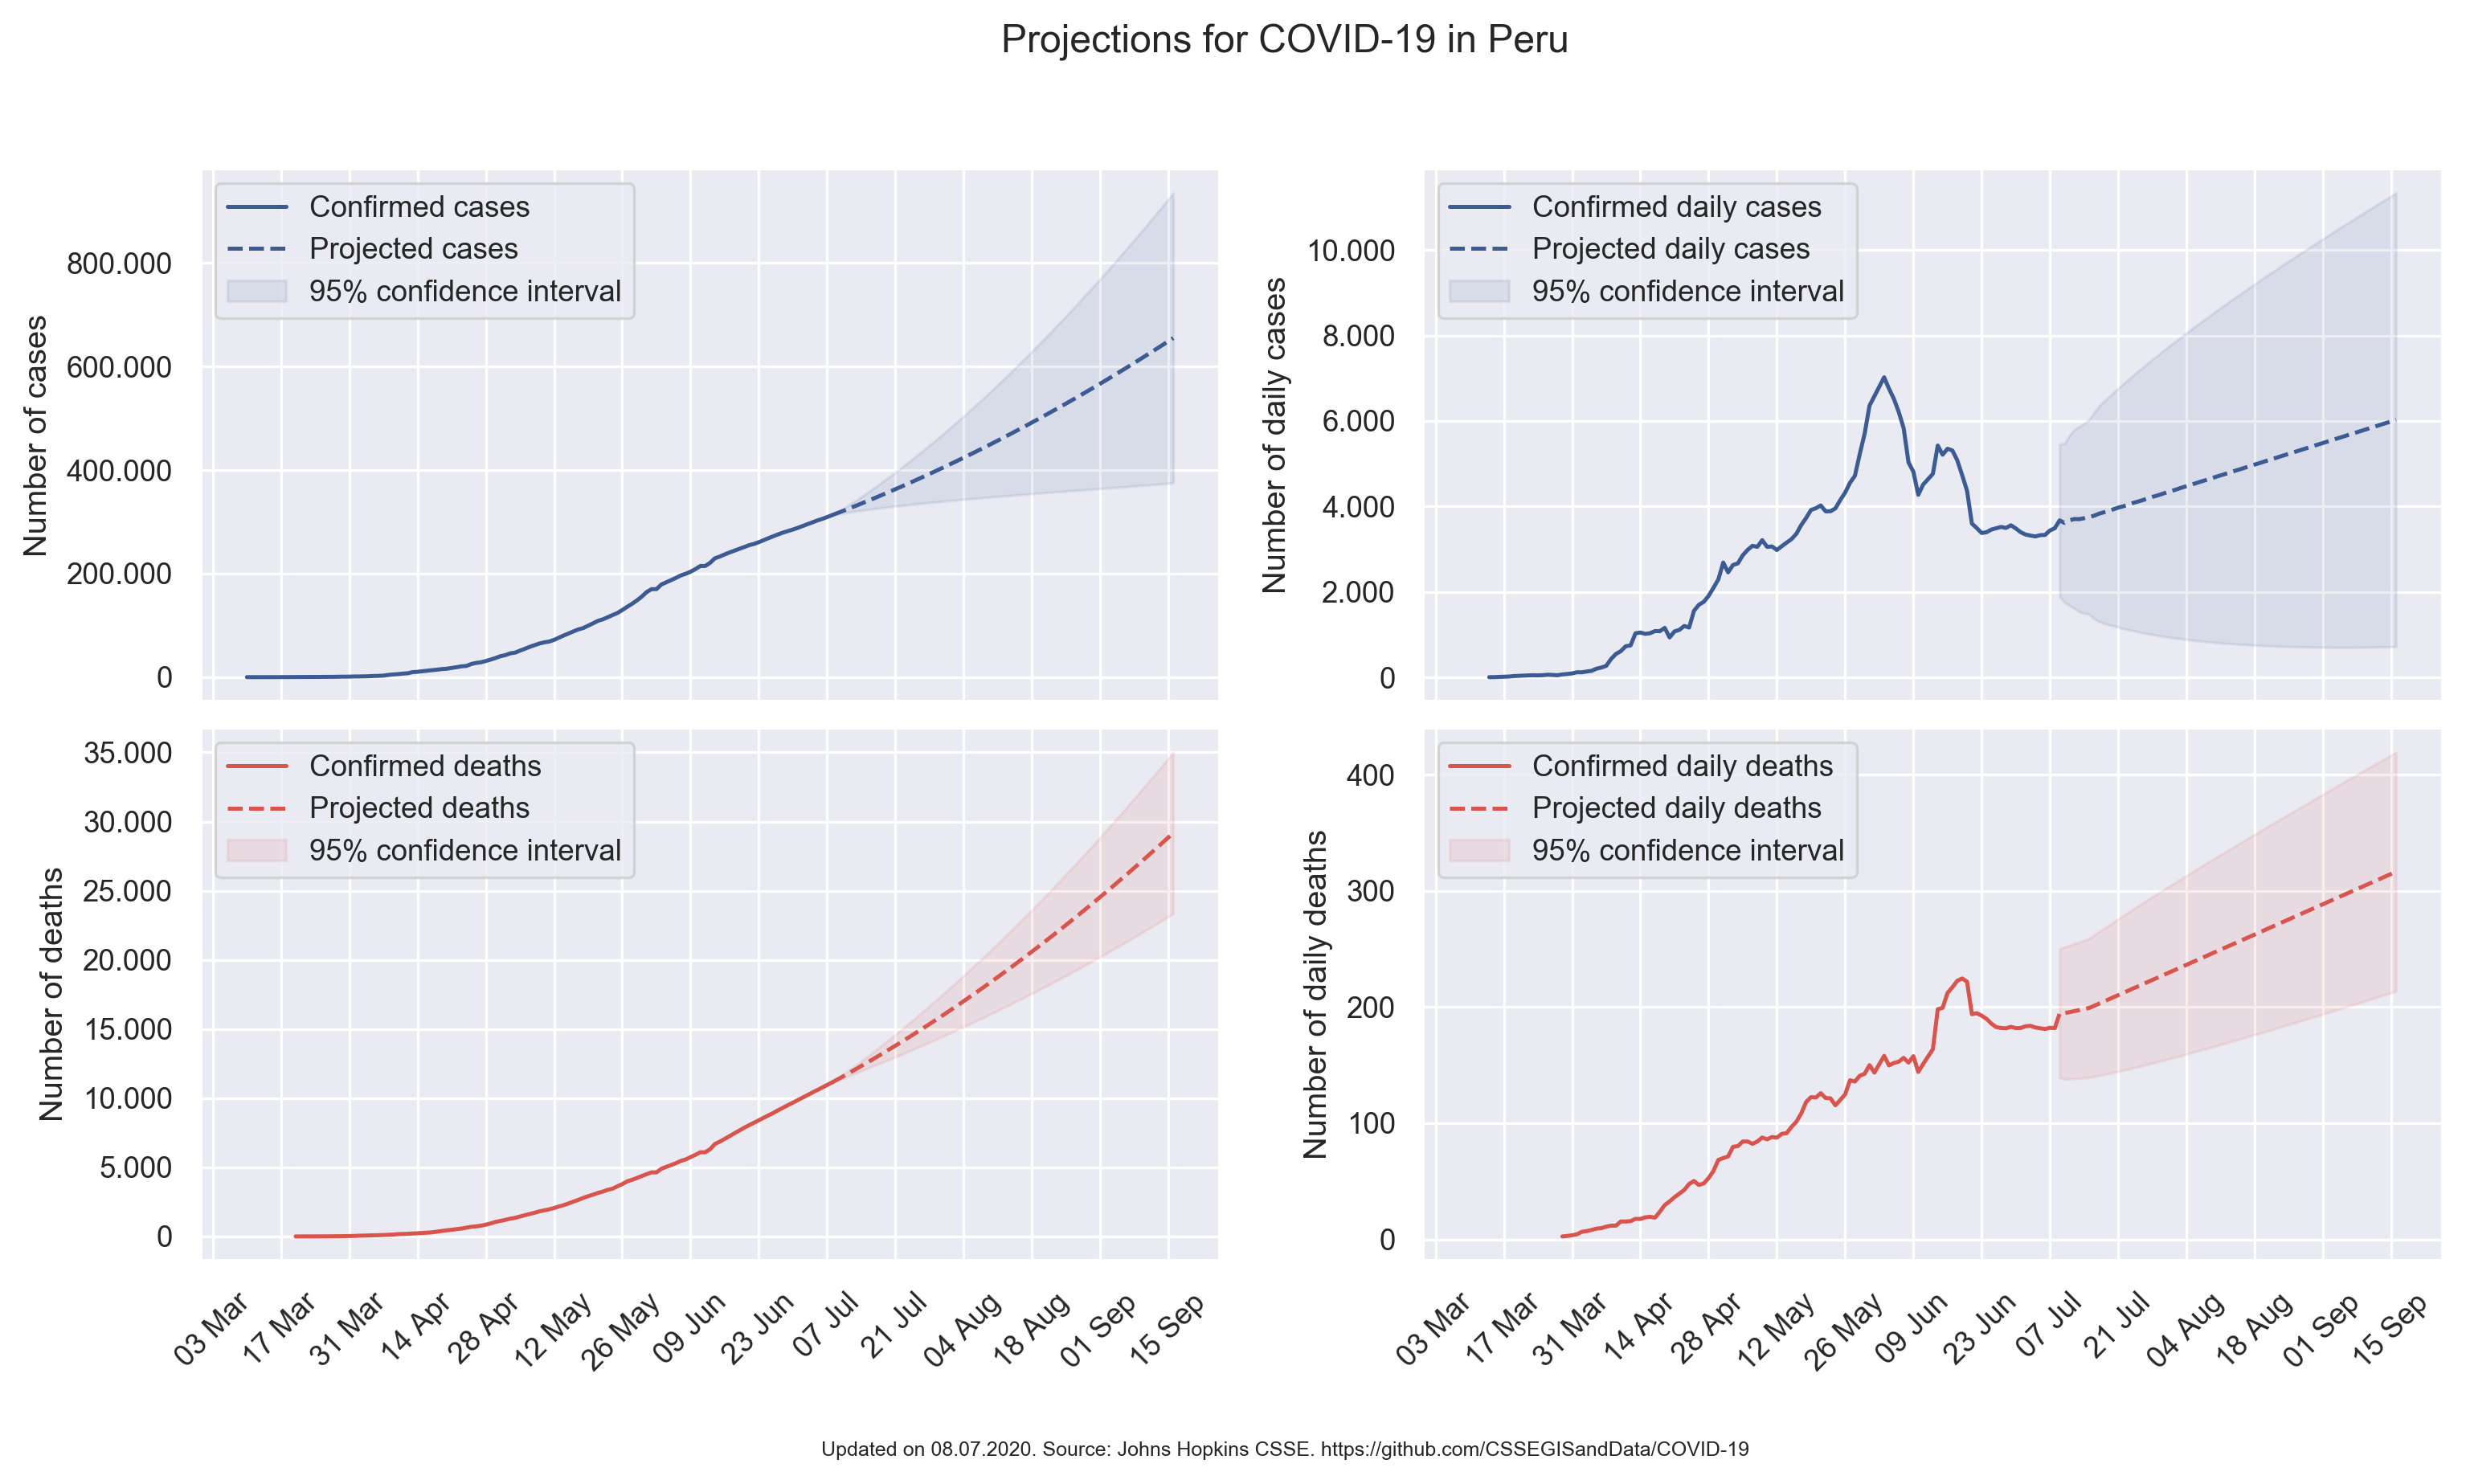 Projections for COVID-19 in Peru
Number of cases
800.000
600.000
400.000
200.000
0
Confirmed cases
Projected cases
95% confidence interval
Number of daily cases
10.000
8.000
6.000
4.000
2.000
0
Confirmed daily cases
Projected daily cases
95% confidence interval
Number of deaths
35.000
30.000
25.000
20.000
15.000
10.000
5.000
0
Confirmed deaths
Projected deaths
95% confidence interval
03 Mar
17 Mar
31 Mar
14 Apr
28 Apr
12 May
26 May
09 Jun
23 Jun
07 Jul
21 Jul
04 Aug
18 Aug
01 Sep
15 Sep
Number of daily deaths
400
300
200
100
0
Confirmed daily deaths
Projected daily deaths
95% confidence interval
03 Mar
17 Mar
31 Mar
14 Apr
28 Apr
12 May
26 May
09 Jun
23 Jun
07 Jul
21 Jul
04 Aug
18 Aug
01 Sep
15 Sep
Updated on 08.07.2020. Source: Johns Hopkins CSSE. https://github.com/CSSEGISandData/COVID-19